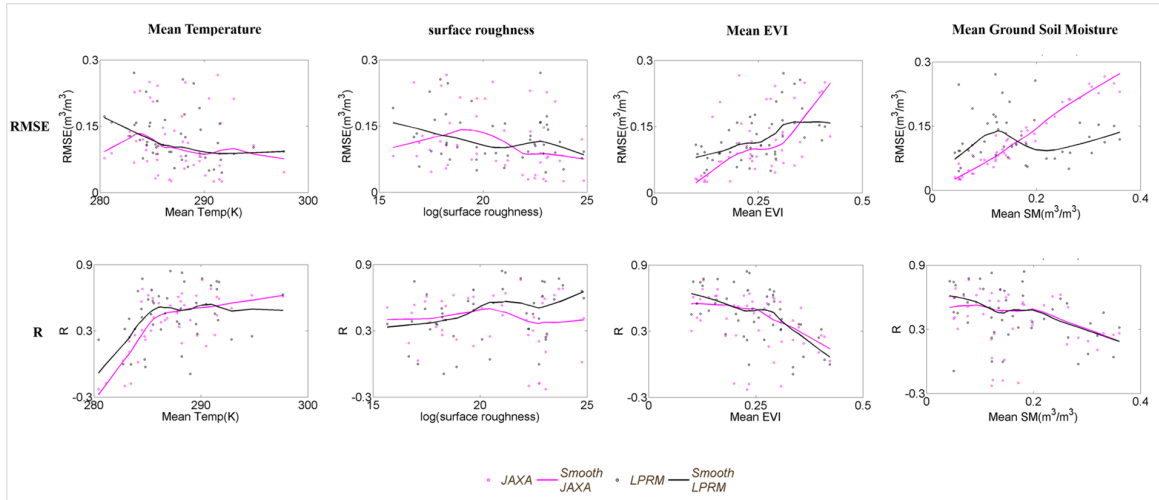 Mean Temperature surface roughness Mean EVI Mean Ground Soil Moisture
RMSE
RMSE(m³/m³)
0.3
0.15
0
280 290 300
Mean Temp(K)
RMSE(m³/m³)
0.3
0.15
0
15 20 25
log(surface roughness)
RMSE(m³/m³)
0.3
0.15
0
0 0.25 0.5
Mean EVI
RMSE(m³/m³)
0.3
0.15
0
0 0.2 0.4
Mean SM(m³/m³)
R
R
0.9
0.3
-0.3
280 290 300
Mean Temp(K)
R
0.9
0.3
-0.3
15 20 25
log(surface roughness)
R
0.9
0.3
-0.3
0 0.25 0.5
Mean EVI
R
0.9
0.3
-0.3
0 0.2 0.4
Mean SM(m³/m³)
JAXA Smooth JAXA LPRM Smooth LPRM